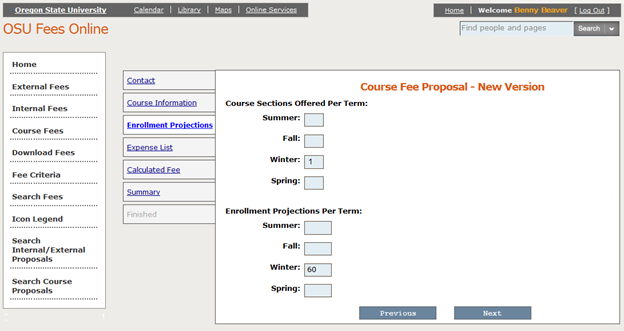 Oregon State University Calendar | Library | Maps | Online Services Home | Welcome Benny Beaver [ Log Out ]
OSU Fees Online
Find people and pages Search
Home
External Fees
Internal Fees
Course Fees
Download Fees
Fee Criteria
Search Fees
Icon Legend
Search
Internal/External
Proposals
Search Course
Proposals
Contact
Course Information
Enrollment Projections
Expense List
Calculated Fee
Summary
Finished
Course Fee Proposal - New Version
Course Sections Offered Per Term:
Summer:
Fall:
Winter: 1
Spring:
Enrollment Projections Per Term:
Summer:
Fall:
Winter: 60
Spring:
Previous Next